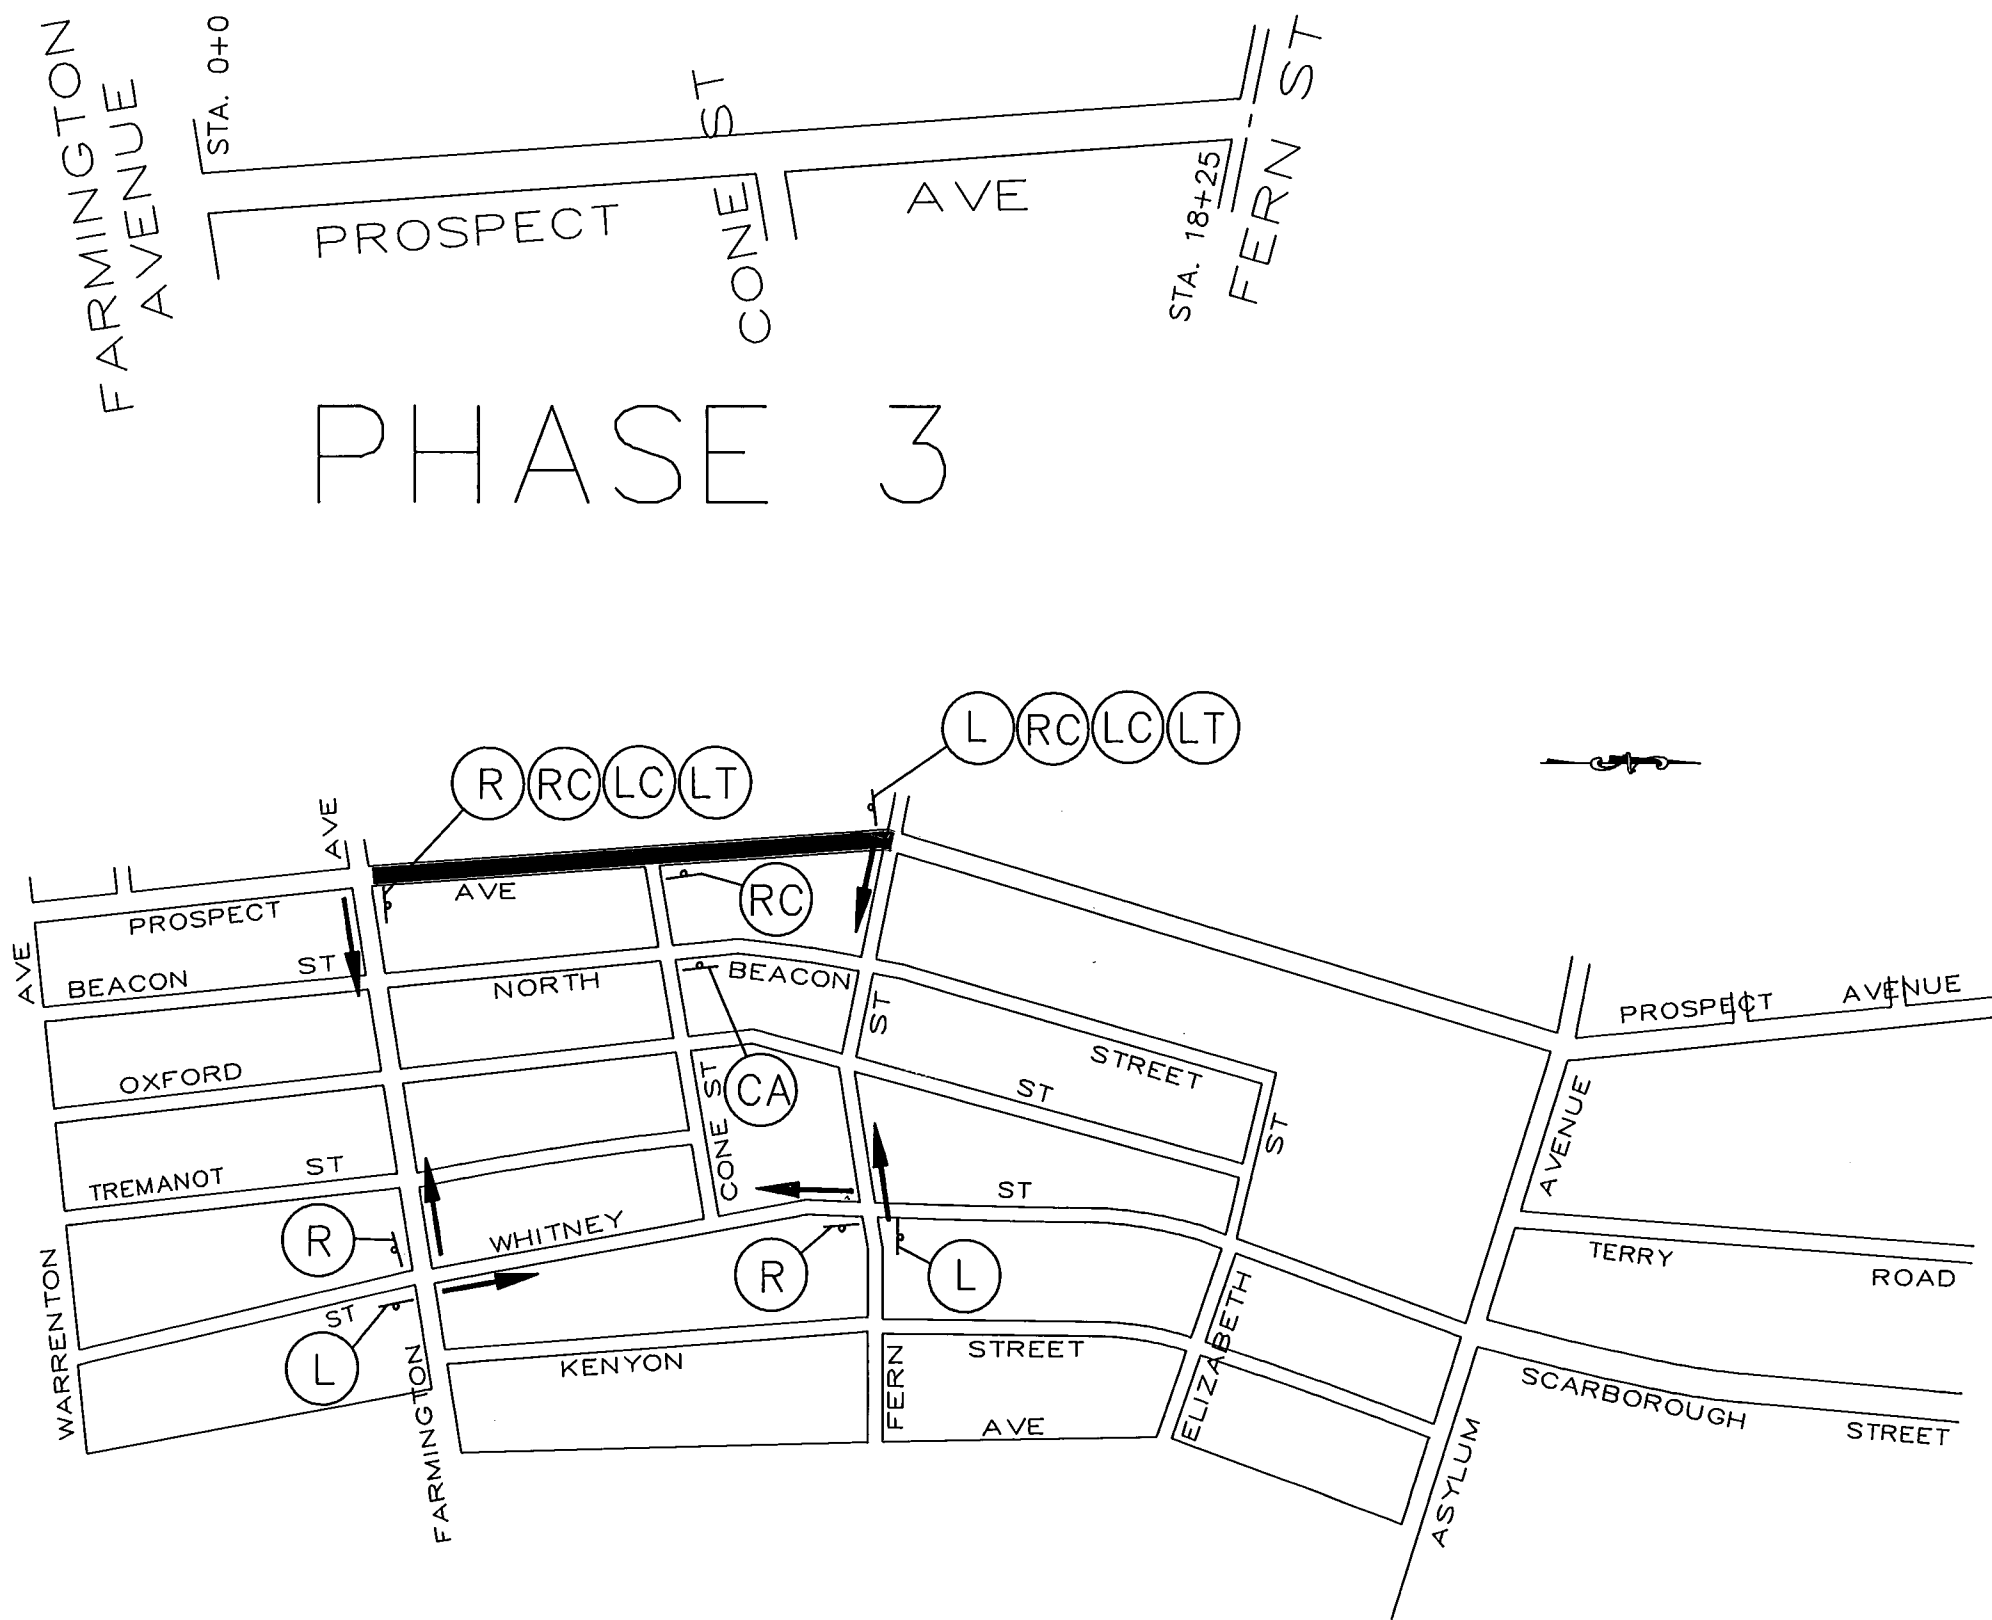 FARMINGTON
AVENUE
STA. 0+0
PROSPECT
CONE ST
AVE
STA. 18+25
FERN ST
PHASE 3
R RC LC LT
L RC LC LT
AVE
PROSPECT
AVE
RC
AVE
BEACON
ST
NORTH
BEACON
ST
STREET
PROSPECT
AVENUE
OXFORD
CONE ST
CA
ST
ST
AVENUE
TREMANOT
ST
ST
WHITNEY
R
R
L
TERRY
ROAD
WARRENTON
ST
L
FARMINGTON
KENYON
FERN
STREET
AVE
ELIZABETH
SCARBOROUGH
STREET
ASYLUM